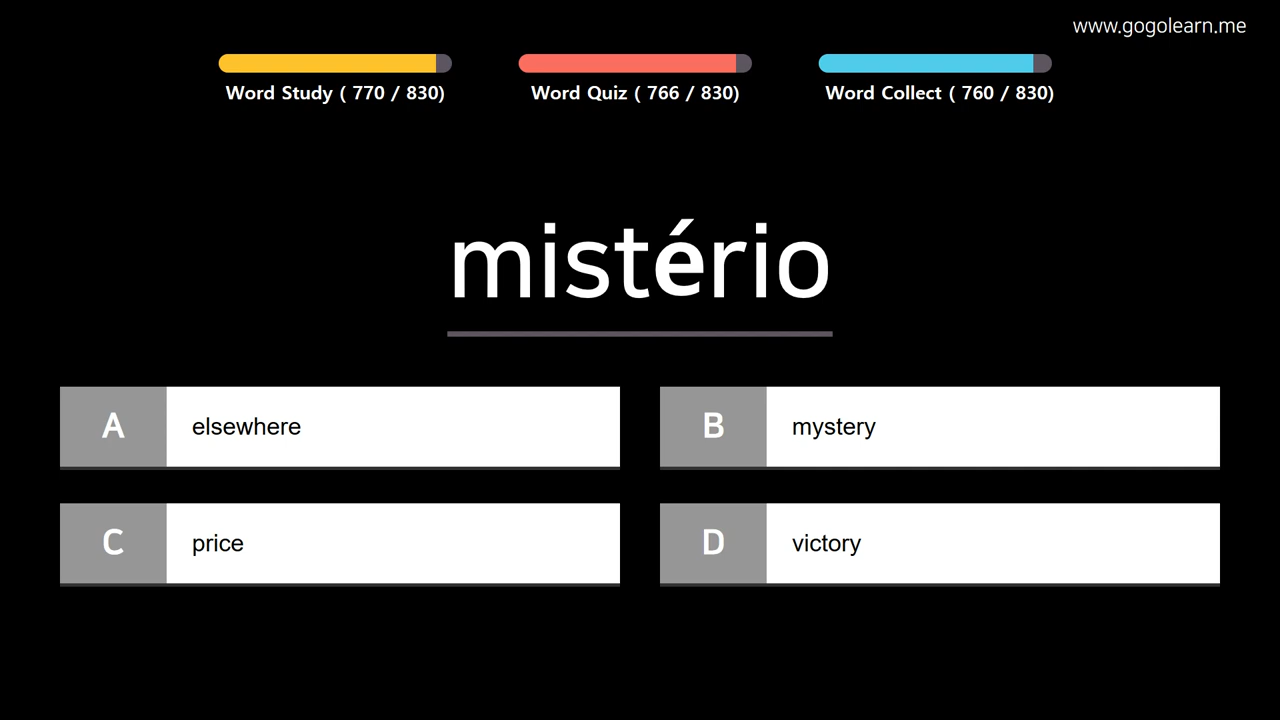 www.gogolearn.me
Word Study ( 770 / 830)
Word Quiz ( 766 / 830)
Word Collect ( 760 / 830)
mistério
A elsewhere
B mystery
C price
D victory